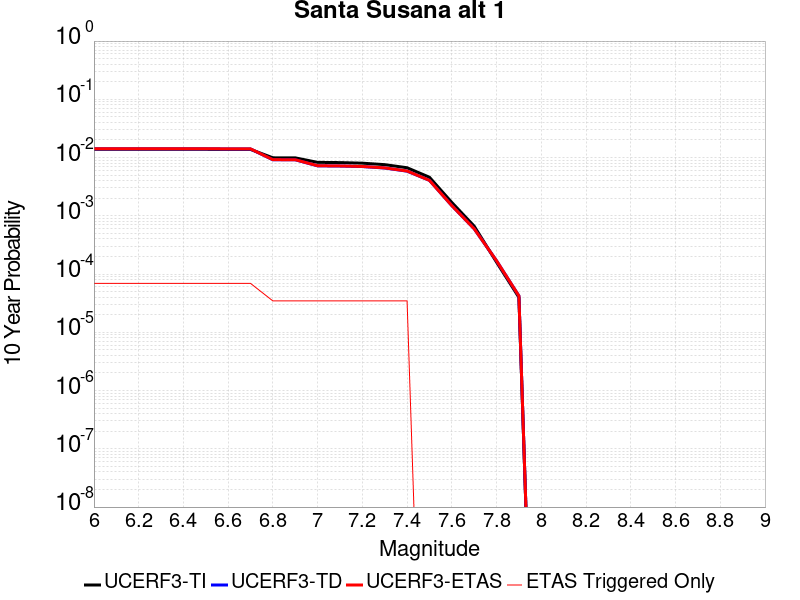 Santa Susana alt 1
10 Year Probability
10^0
10^-1
10^-2
10^-3
10^-4
10^-5
10^-6
10^-7
10^-8
6 6.2 6.4 6.6 6.8 7 7.2 7.4 7.6 7.8 8 8.2 8.4 8.6 8.8 9
Magnitude
UCERF3-TI UCERF3-TD UCERF3-ETAS ETAS Triggered Only